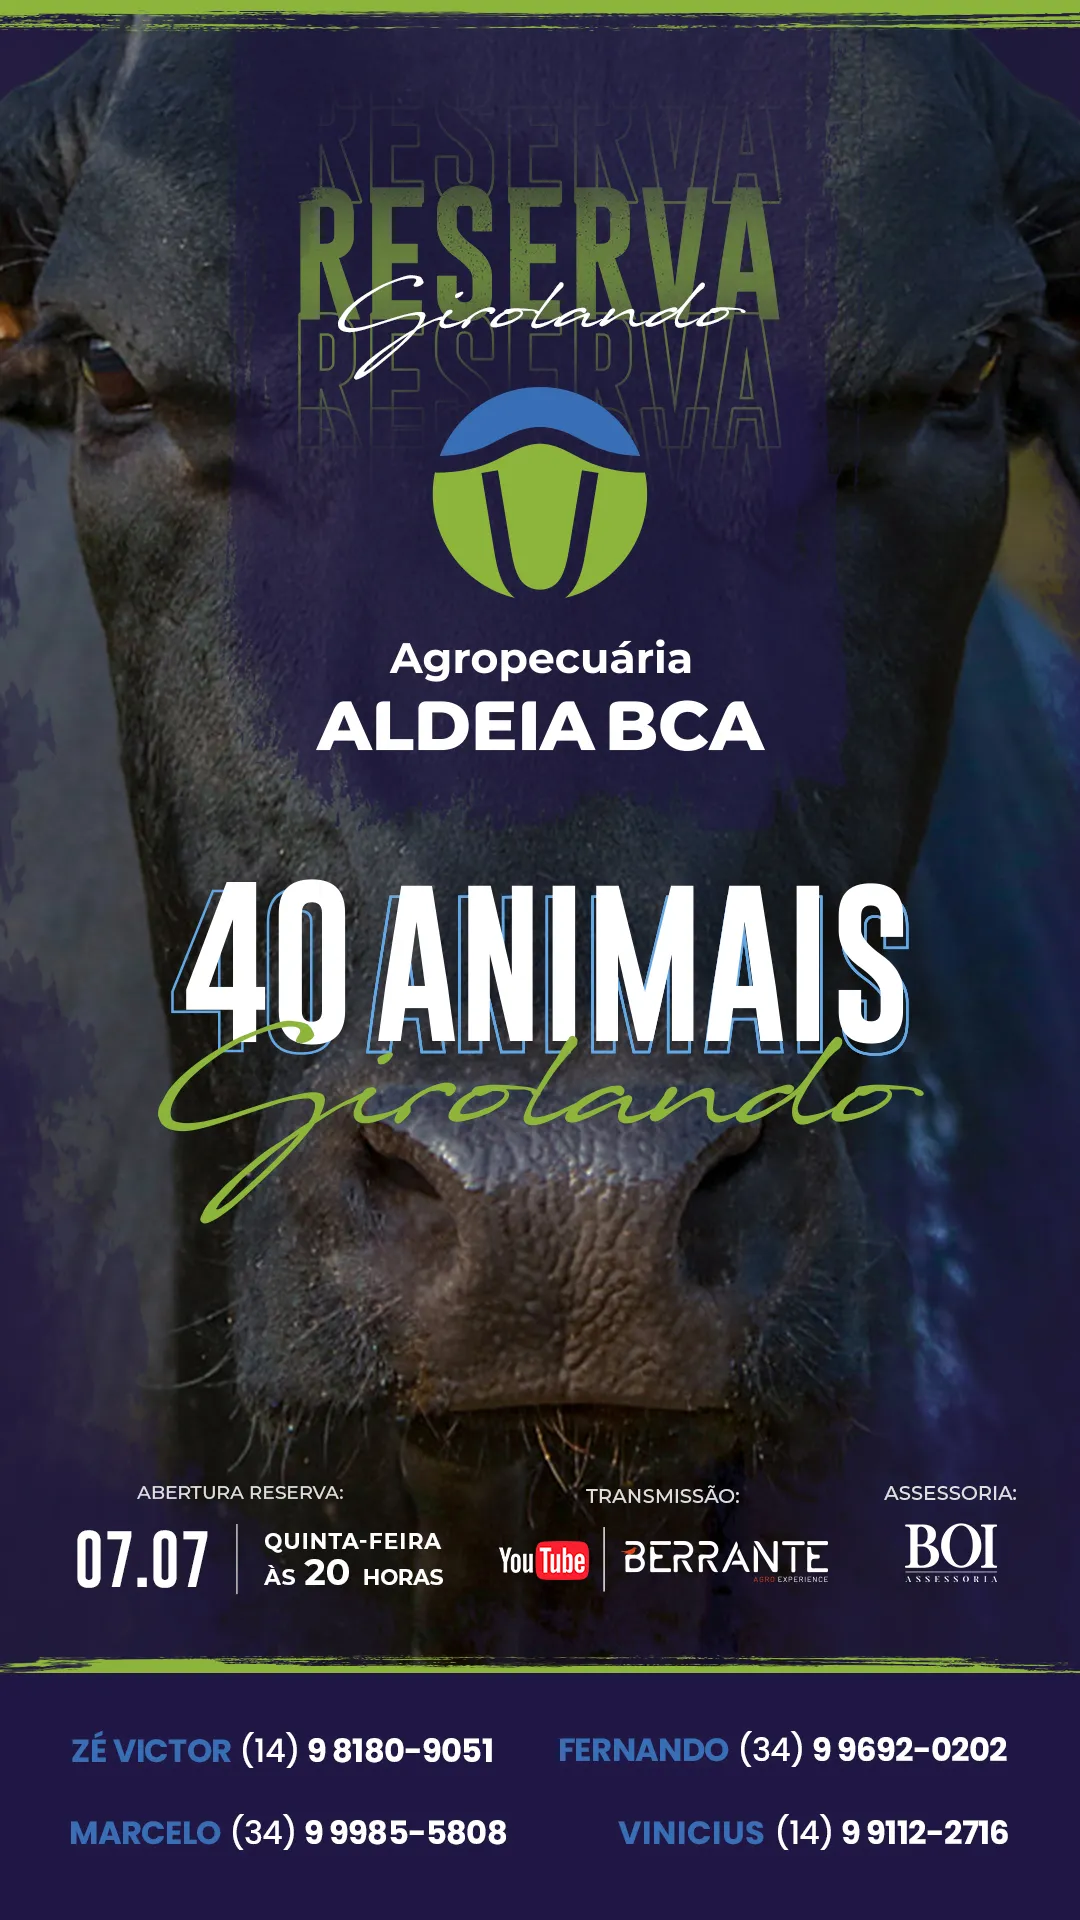 RESERVA
RESERVA
Girolando
RESERVA
Agropecuária
ALDEIA BCA
40 ANIMAIS
Girolando
ABERTURA RESERVA:
07.07
QUINTA-FEIRA
ÀS 20 HORAS
TRANSMISSÃO:
YouTube
BERRANTE
AGRO EXPERIENCE
ASSESSORIA:
BOI
ASSESSORIA
ZÉ VICTOR (14) 9 8180-9051
FERNANDO (34) 9 9692-0202
MARCELO (34) 9 9985-5808
VINICIUS (14) 9 9112-2716